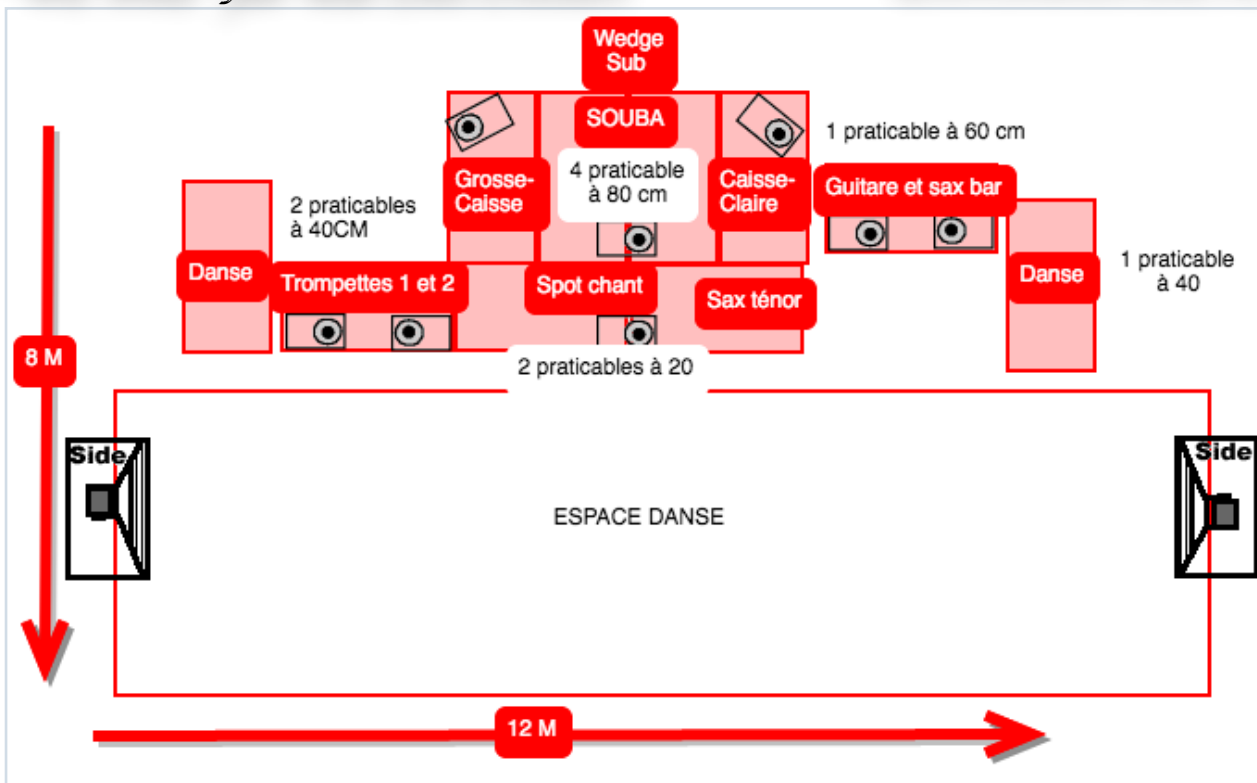 Wedge
Sub
SOUBA
1 praticable à 60 cm
4 praticable
à 80 cm
Grosse-
Caisse
Caisse-
Claire
Guitare et sax bar
2 praticables
à 40CM
Danse
Trompettes 1 et 2
Spot chant
Sax ténor
Danse
1 praticable
à 40
8 M
2 praticables à 20
Side
Side
ESPACE DANSE
12 M